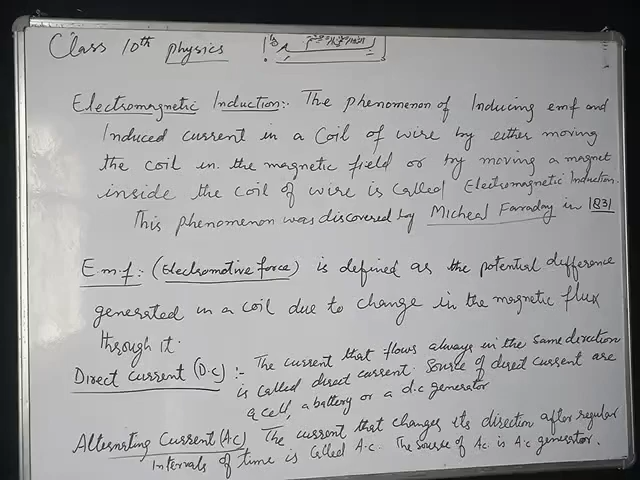 Class 10th physics
Electromagnetic Induction:- The phenomenon of Inducing emf and
Induced current in a Coil of wire by either moving
the coil in the magnetic field or by moving a magnet
inside the coil of wire is called Electromagnetic Induction.
This phenomenon was discovered by Micheal Farraday in 1831
E.m.f:- (Electromotive force) is defined as the potential difference
generated in a coil due to change in the magnetic flux
through it.
Direct current (D.C) :- The current that flows always in the same direction
is called direct current. Source of direct current are
a cell, a battery or a d.c generator
Alternating Current (AC) The current that changes its direction after regular
Intervals of time is called A.C. The source of Ac. is A.c generator.